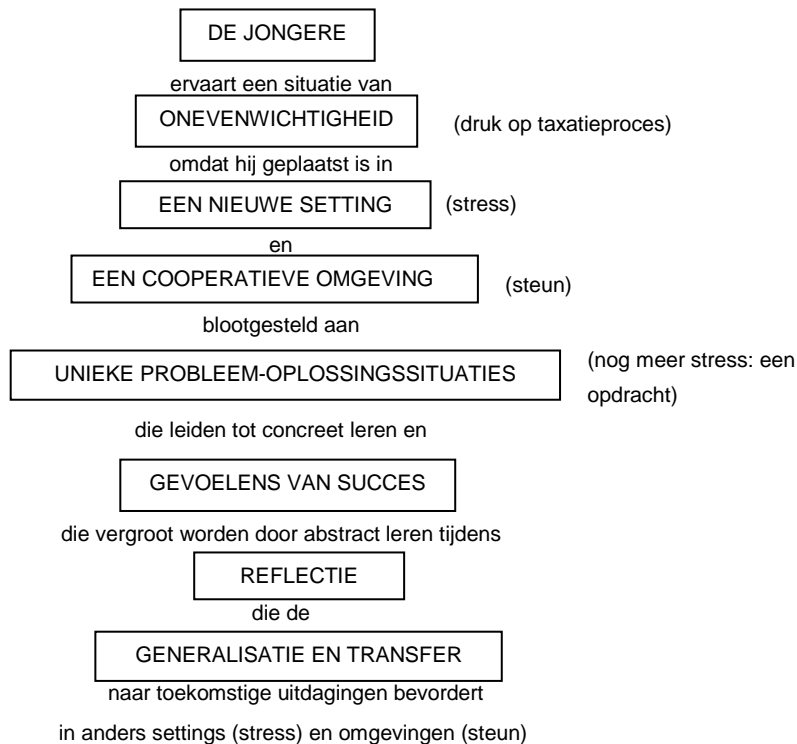 DE JONGERE
ervaart een situatie van
ONEVENWICHTIGHEID (druk op taxatieproces)
omdat hij geplaatst is in
EEN NIEUWE SETTING (stress)
en
EEN COOPERATIEVE OMGEVING (steun)
blootgesteld aan
UNIEKE PROBLEEM-OPLOSSINGSSITUATIES (nog meer stress: een
opdracht)
die leiden tot concreet leren en
GEVOELENS VAN SUCCES
die vergroot worden door abstract leren tijdens
REFLECTIE
die de
GENERALISATIE EN TRANSFER
naar toekomstige uitdagingen bevordert
in anders settings (stress) en omgevingen (steun)